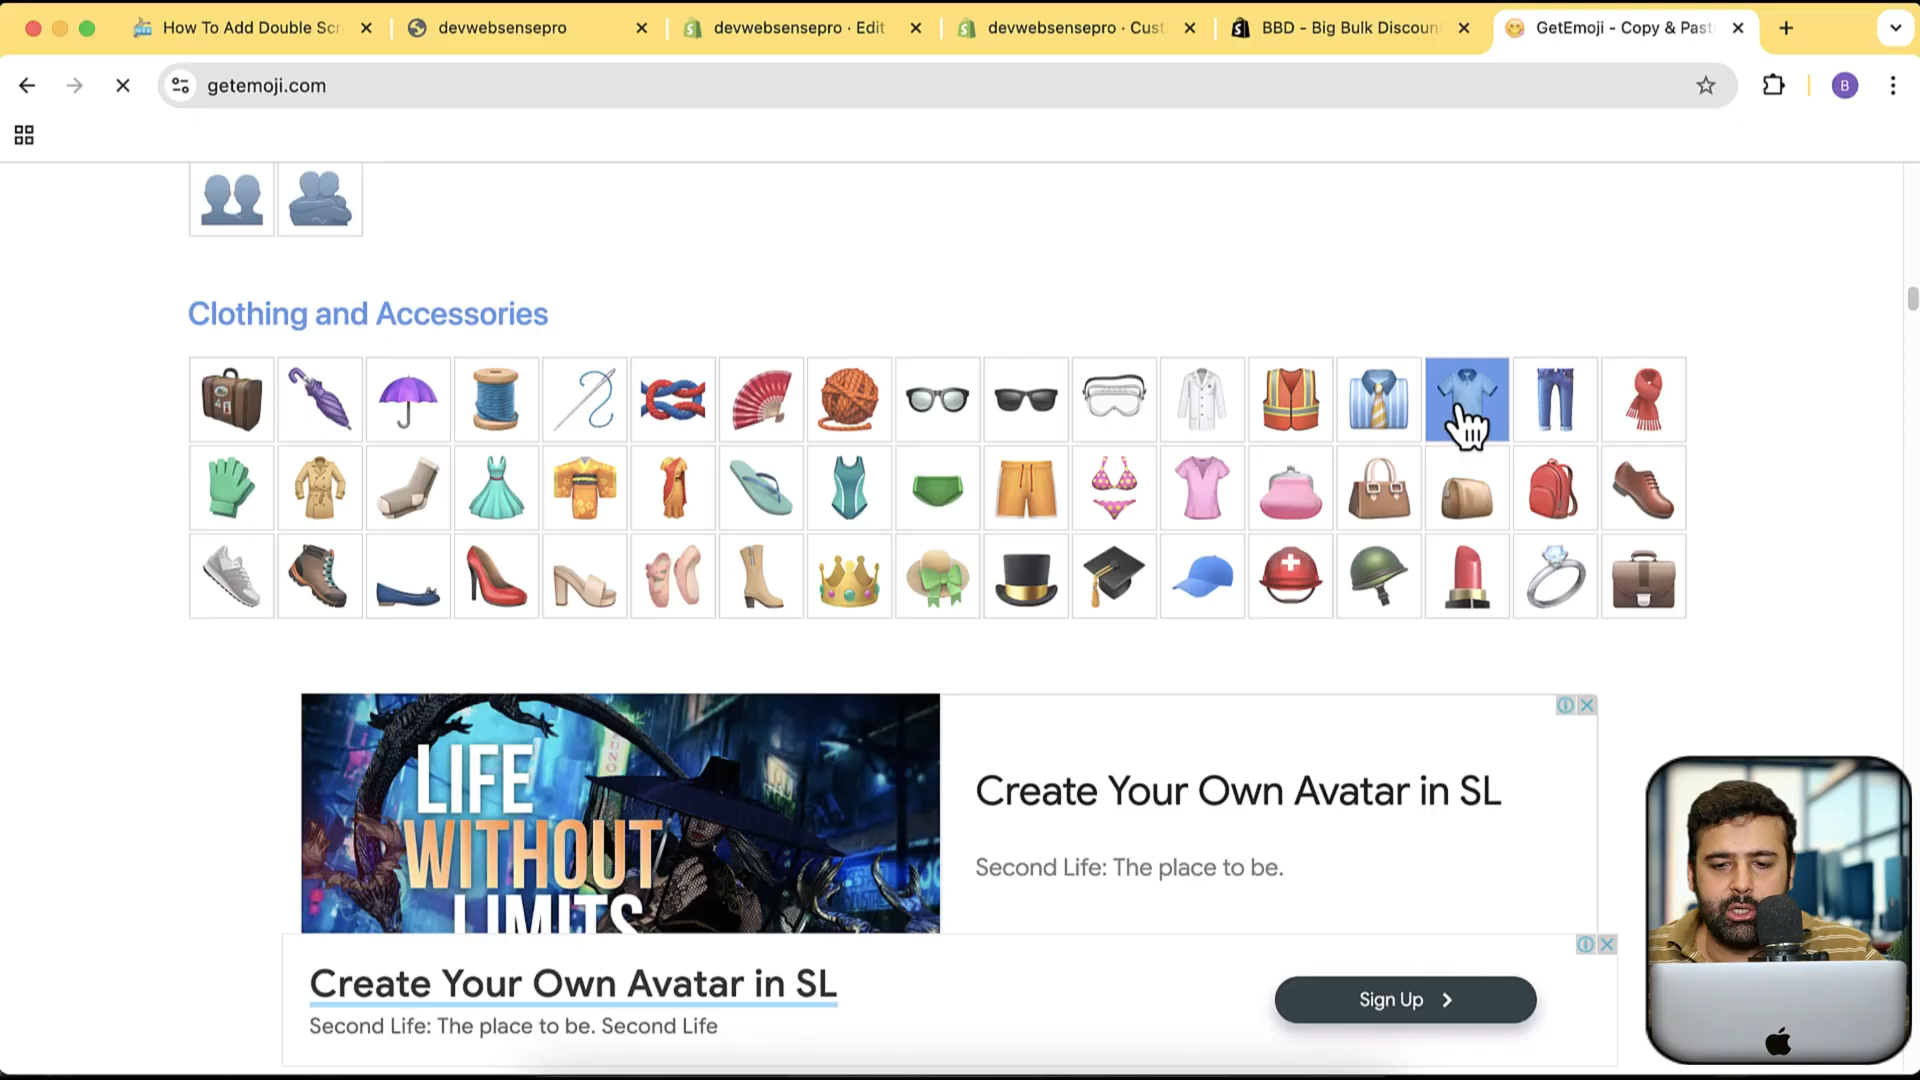 How To Add Double Scr
devwebsensepro
devwebsensepro · Edit
devwebsensepro · Cust
BBD - Big Bulk Discoun
GetEmoji - Copy & Past
getemoji.com
B
Clothing and Accessories
LIFE
WITHOUT
LIMITS
Create Your Own Avatar in SL
Second Life: The place to be.
Create Your Own Avatar in SL
Second Life: The place to be. Second Life
Sign Up